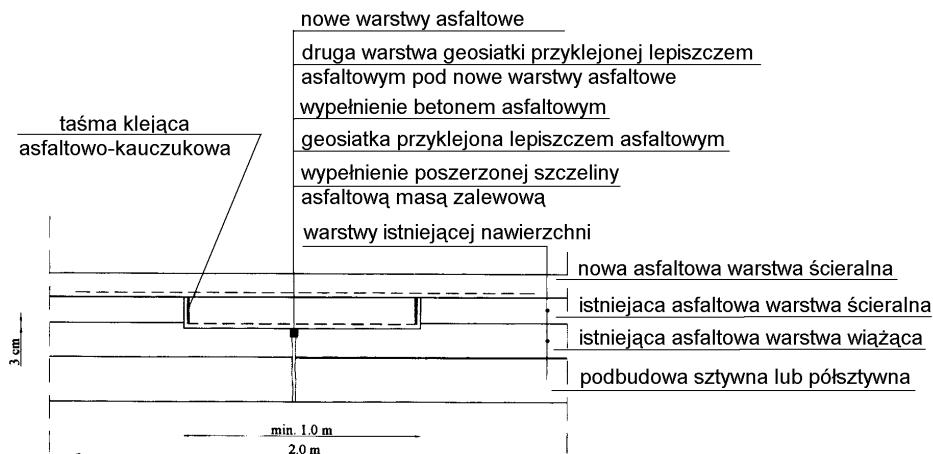 nowe warstwy asfaltowe
druga warstwa geosiatki przyklejonej lepiszczem
asfaltowym pod nowe warstwy asfaltowe
wypełnienie betonem asfaltowym
taśma klejąca
asfaltowo-kauczukowa
geosiatka przyklejona lepiszczem asfaltowym
wypełnienie poszerzonej szczeliny
asfaltową masą zalewową
warstwy istniejącej nawierzchni
nowa asfaltowa warstwa ścieralna
istniejaca asfaltowa warstwa ścieralna
istniejąca asfaltowa warstwa wiążąca
podbudowa sztywna lub półsztywna
3 cm
min. 1.0 m
2.0 m